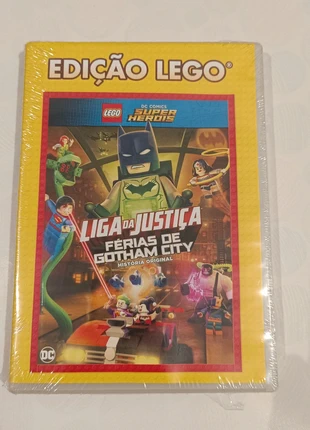 EDIÇÃO LEGO®
LEGO
DC COMICS
SUPER
HERÓIS
LIGA DA JUSTIÇA
FÉRIAS DE
GOTHAM CITY
HISTÓRIA ORIGINAL
DC